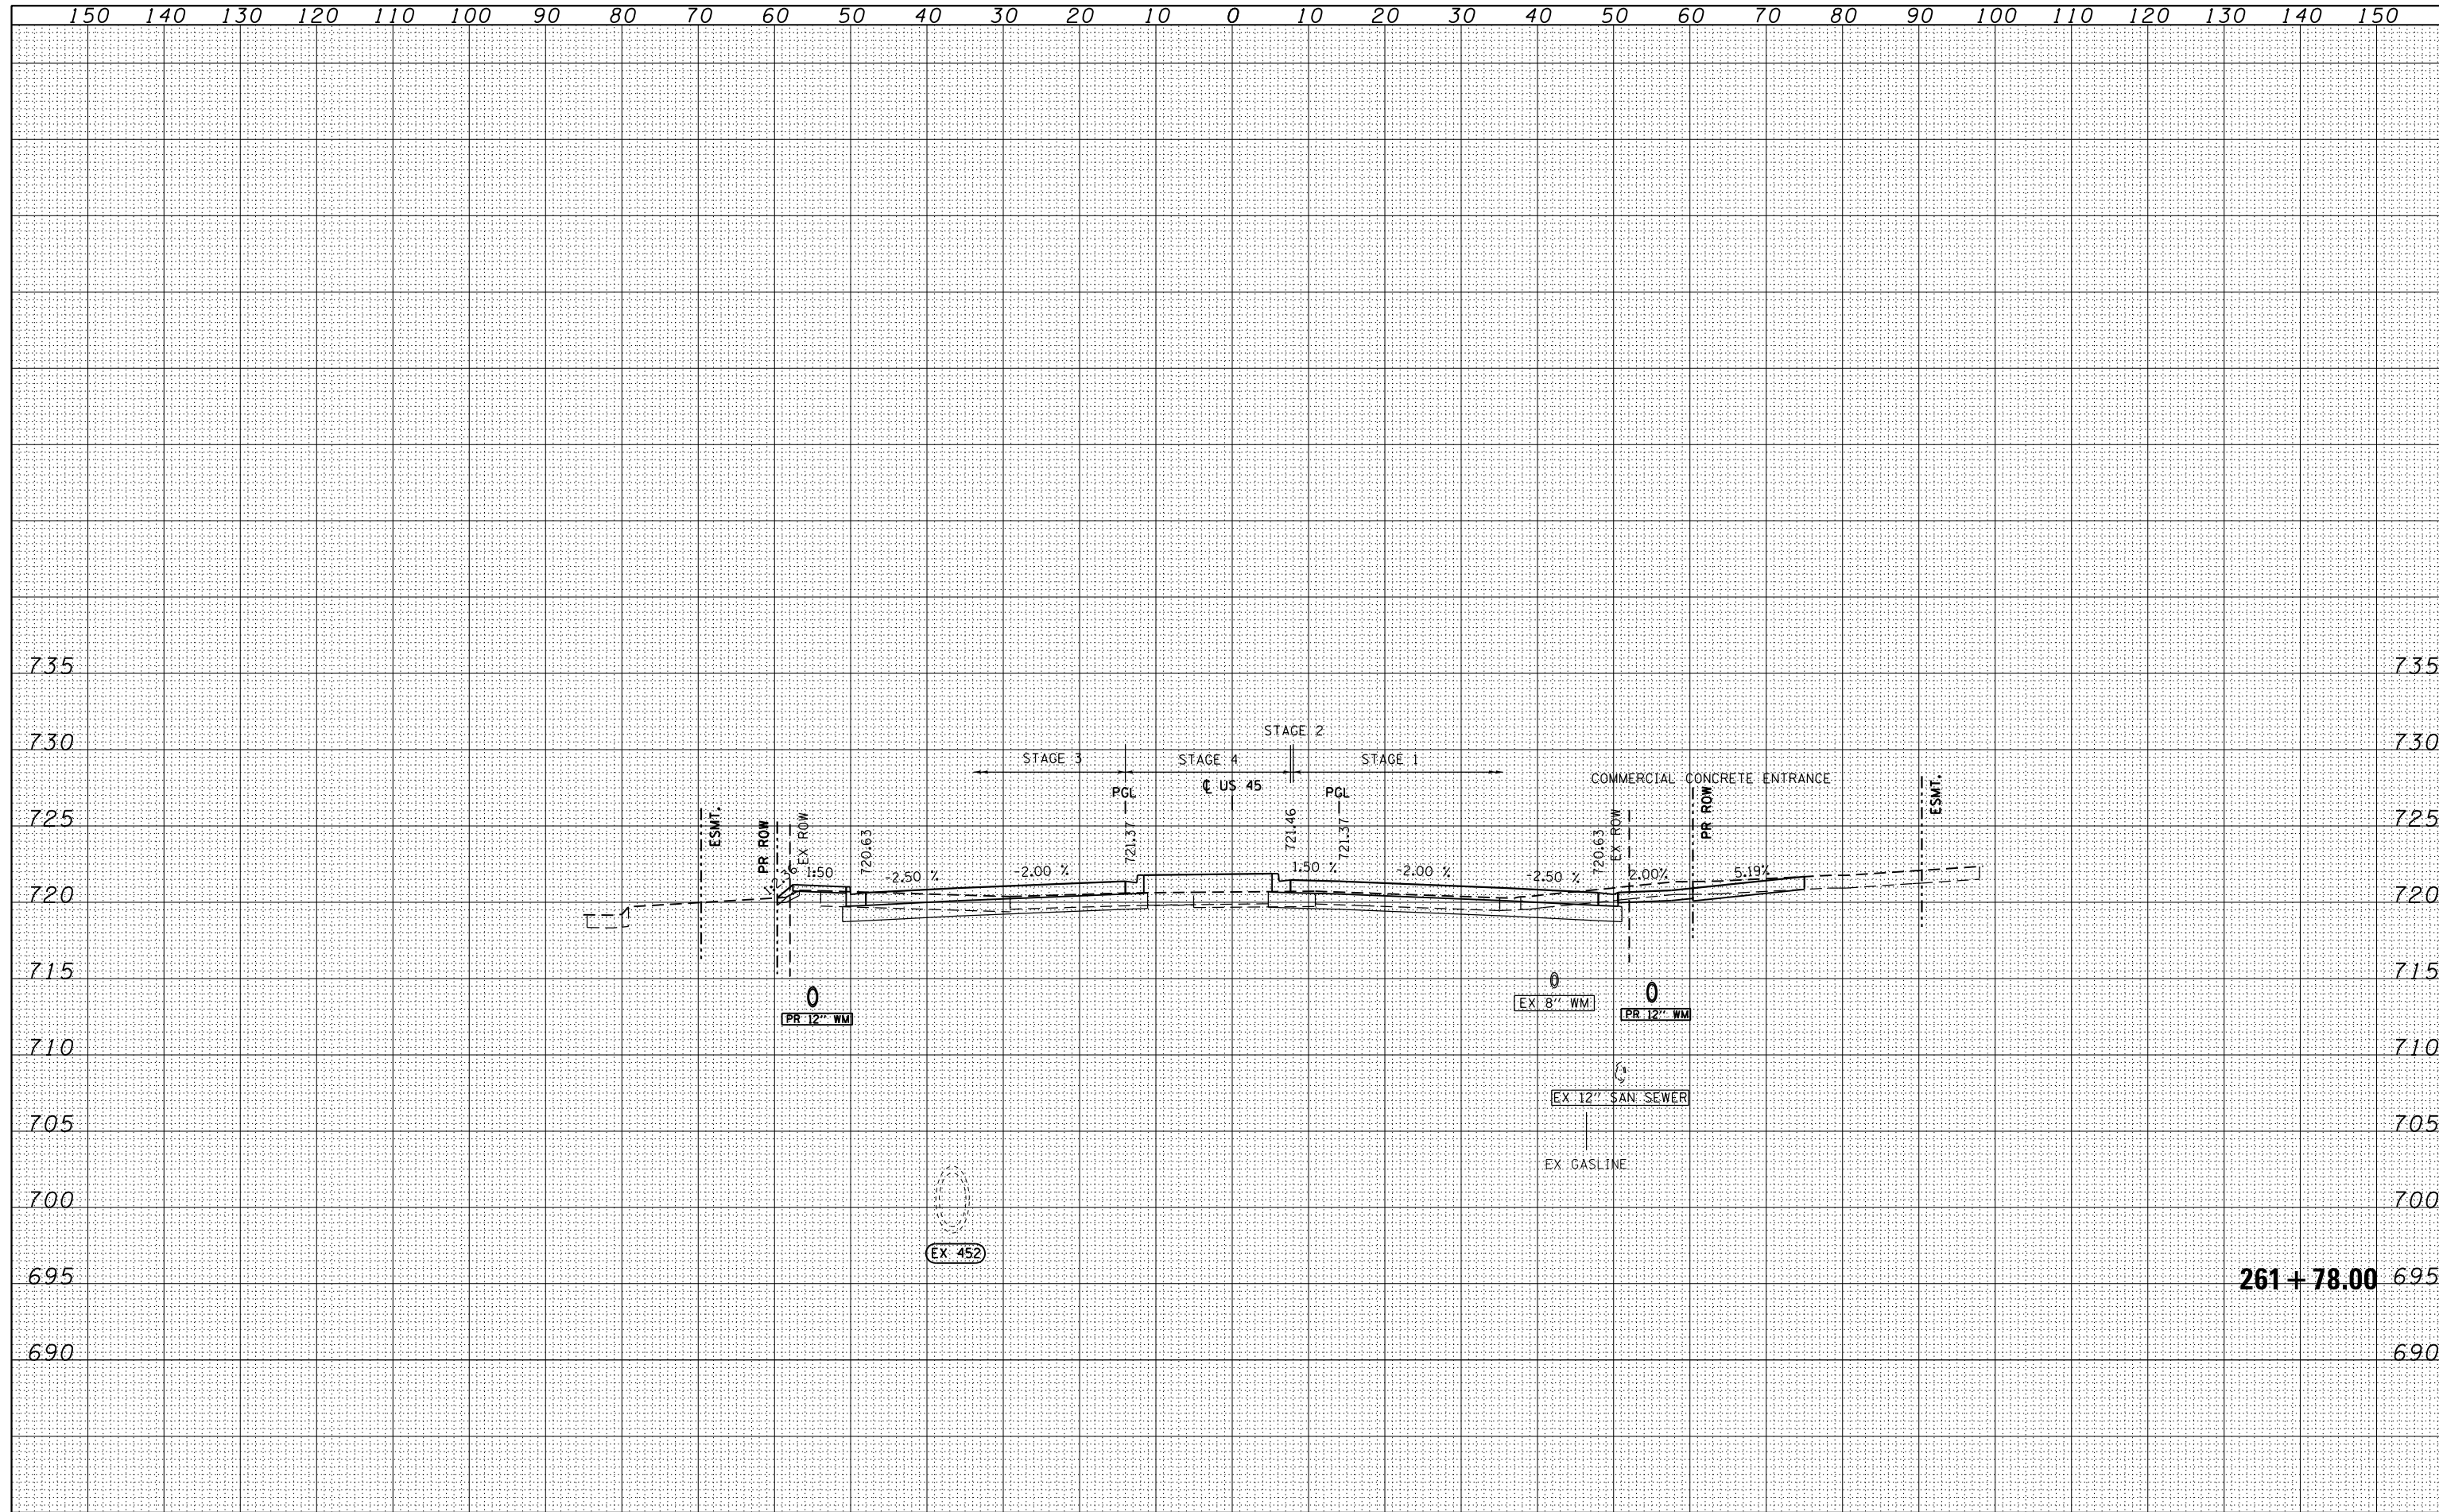 150 140 130 120 110 100 90 80 70 60 50 40 30 20 10 0 10 20 30 40 50 60 70 80 90 100 110 120 130 140 150
735 735
730 730
STAGE 2
STAGE 3 STAGE 4 STAGE 1
COMMERCIAL CONCRETE ENTRANCE
PGL ℄ US 45 PGL
725 725
ESMT. PR ROW EX ROW 720.63 721.37 721.46 721.37 720.63 EX ROW PR ROW ESMT.
1:2.36 1:50 -2.50 % -2.00 % 1.50 % -2.00 % -2.50 % 2.00% 5.19%
720 720
715 715
PR 12" WM EX 8" WM PR 12" WM
710 710
EX 12" SAN SEWER
705 705
EX GASLINE
700 700
EX 452
695 261+78.00 695
690 690